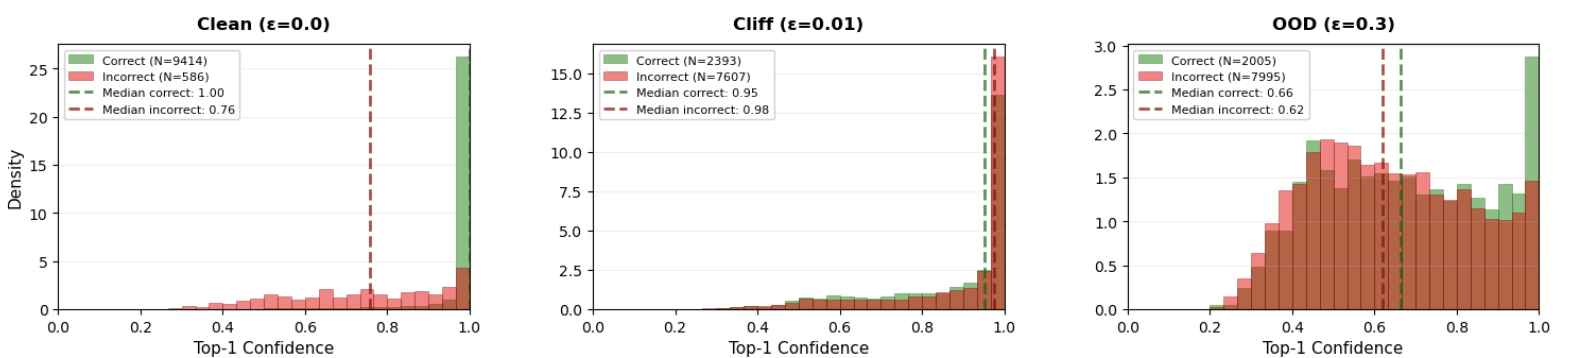 Clean (ε=0.0)
Correct (N=9414)
Incorrect (N=586)
Median correct: 1.00
Median incorrect: 0.76
Density
25
20
15
10
5
0
0.0 0.2 0.4 0.6 0.8 1.0
Top-1 Confidence
Cliff (ε=0.01)
Correct (N=2393)
Incorrect (N=7607)
Median correct: 0.95
Median incorrect: 0.98
15.0
12.5
10.0
7.5
5.0
2.5
0.0
0.0 0.2 0.4 0.6 0.8 1.0
Top-1 Confidence
OOD (ε=0.3)
Correct (N=2005)
Incorrect (N=7995)
Median correct: 0.66
Median incorrect: 0.62
3.0
2.5
2.0
1.5
1.0
0.5
0.0
0.0 0.2 0.4 0.6 0.8 1.0
Top-1 Confidence